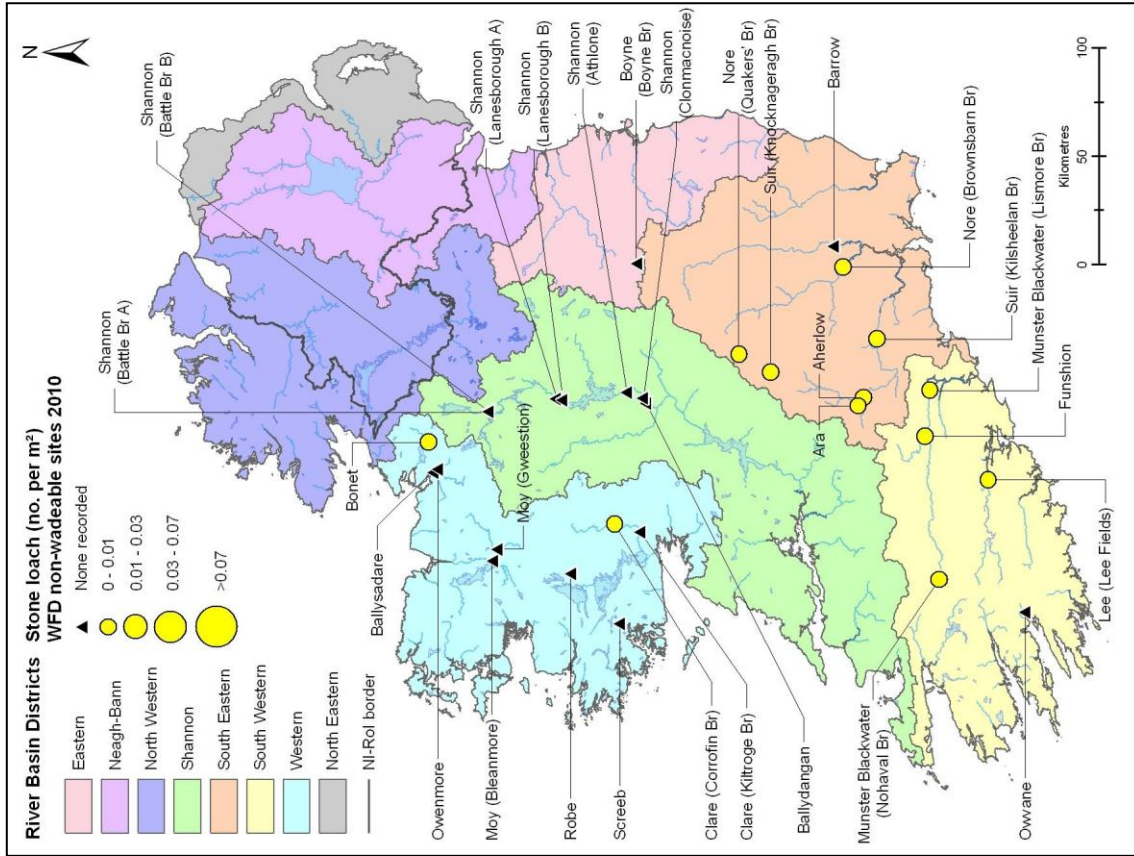 River Basin Districts
Eastern
Neagh-Bann
North Western
Shannon
South Eastern
South Western
Western
North Eastern
NI-RoI border
Stone loach (no. per m²)
WFD non-wadeable sites 2010
None recorded
0 - 0.01
0.01 - 0.03
0.03 - 0.07
>0.07
N
Shannon
(Battle Br A)
Shannon
(Battle Br B)
Shannon
(Lanesborough A)
Shannon
(Lanesborough B)
Shannon
(Athlone)
Boyne
(Boyne Br)
Shannon
(Clonmacnoise)
Nore
(Quakers' Br)
Suir (Knocknageragh Br)
Barrow
Nore (Brownsbarn Br)
Suir (Kilsheelan Br)
Munster Blackwater (Lismore Br)
Funshion
Lee (Lee Fields)
Aherlow
Ara
Bonet
Ballysadare
Owenmore
Moy (Gweestion)
Moy (Bleanmore)
Robe
Screeb
Clare (Corrofin Br)
Clare (Kiltroge Br)
Ballydangan
Munster Blackwater
(Nohaval Br)
Owvane
0 50 100
Kilometres